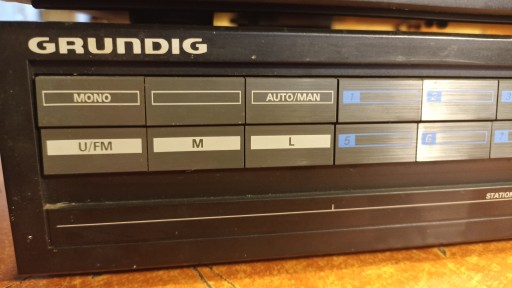 GRUNDIG
MONO AUTO/MAN 1 2
U/FM M L 5 6
STATION